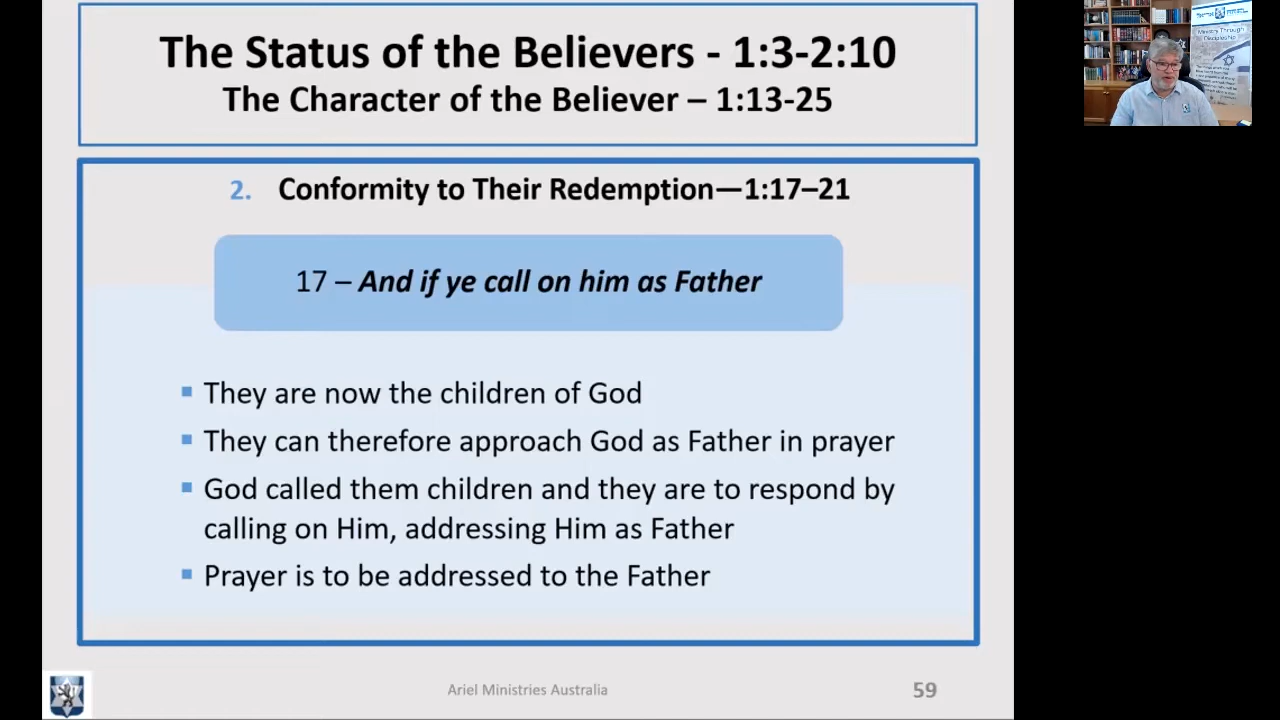 The Status of the Believers - 1:3-2:10
The Character of the Believer – 1:13-25
2. Conformity to Their Redemption—1:17–21
17 – And if ye call on him as Father
▪ They are now the children of God
▪ They can therefore approach God as Father in prayer
▪ God called them children and they are to respond by
calling on Him, addressing Him as Father
▪ Prayer is to be addressed to the Father
Ariel Ministries Australia
59
Ministry Through
Discipleship